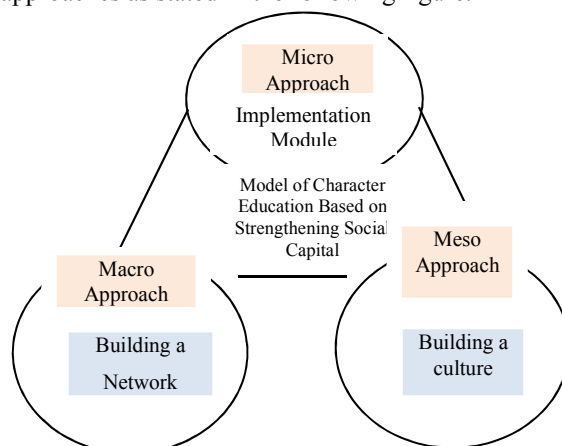 approaches as stated in the following figure.
Micro
Approach
Implementation
Module
Model of Character
Education Based on
Strengthening Social
Capital
Macro
Approach
Building a
Network
Meso
Approach
Building a
culture